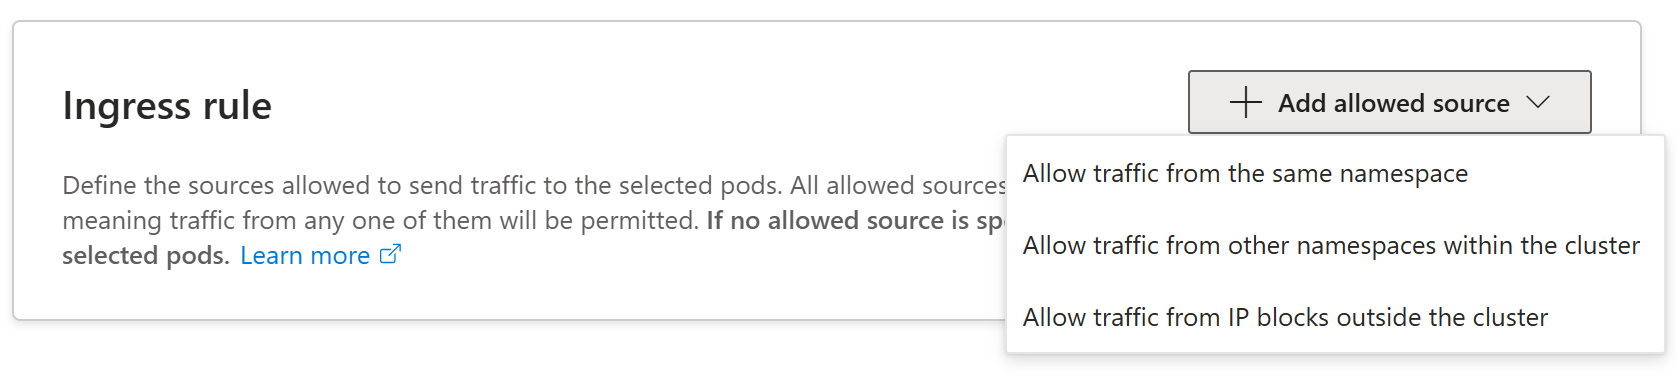 Ingress rule
Add allowed source
Define the sources allowed to send traffic to the selected pods. All allowed sources
meaning traffic from any one of them will be permitted. If no allowed source is
selected pods. Learn more
Allow traffic from the same namespace
Allow traffic from other namespaces within the cluster
Allow traffic from IP blocks outside the cluster